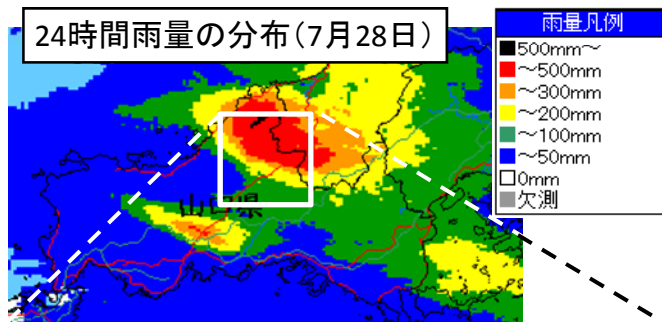 24時間雨量の分布(7月28日)
雨量凡例
500mm～
～500mm
～300mm
～200mm
～100mm
～50mm
0mm
欠測
山口県